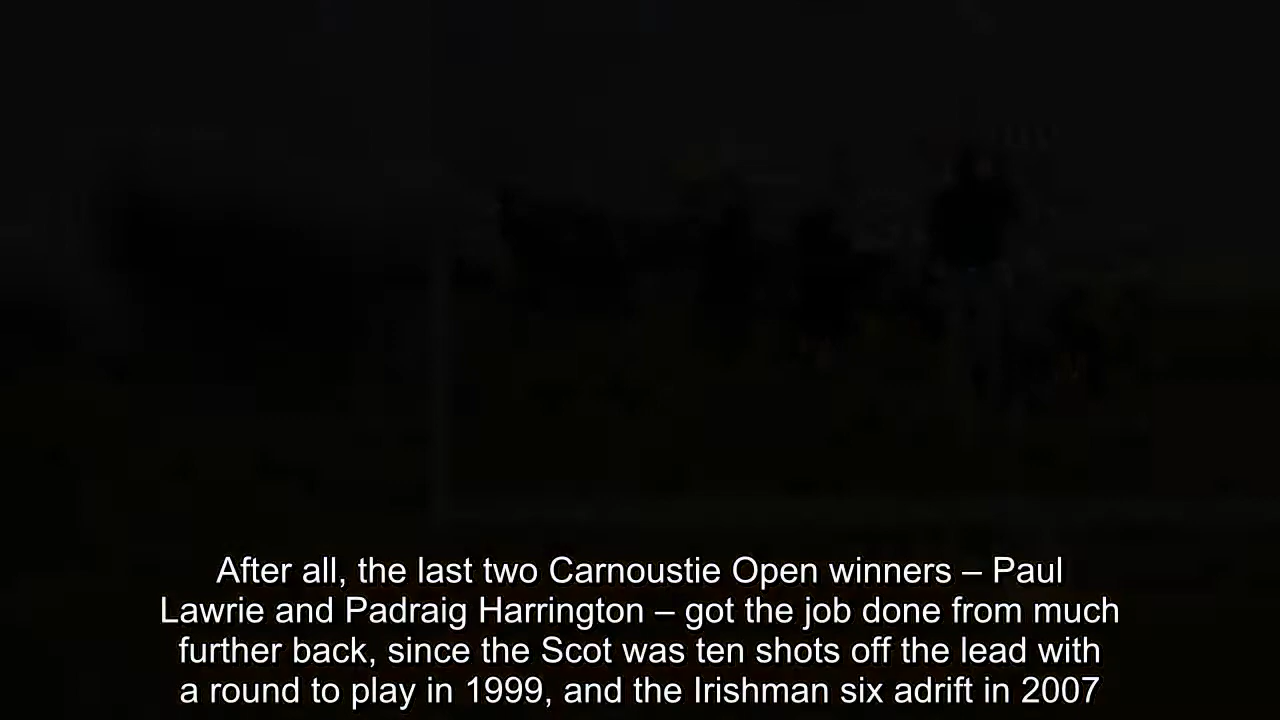 After all, the last two Carnoustie Open winners – Paul
Lawrie and Padraig Harrington – got the job done from much
further back, since the Scot was ten shots off the lead with
a round to play in 1999, and the Irishman six adrift in 2007